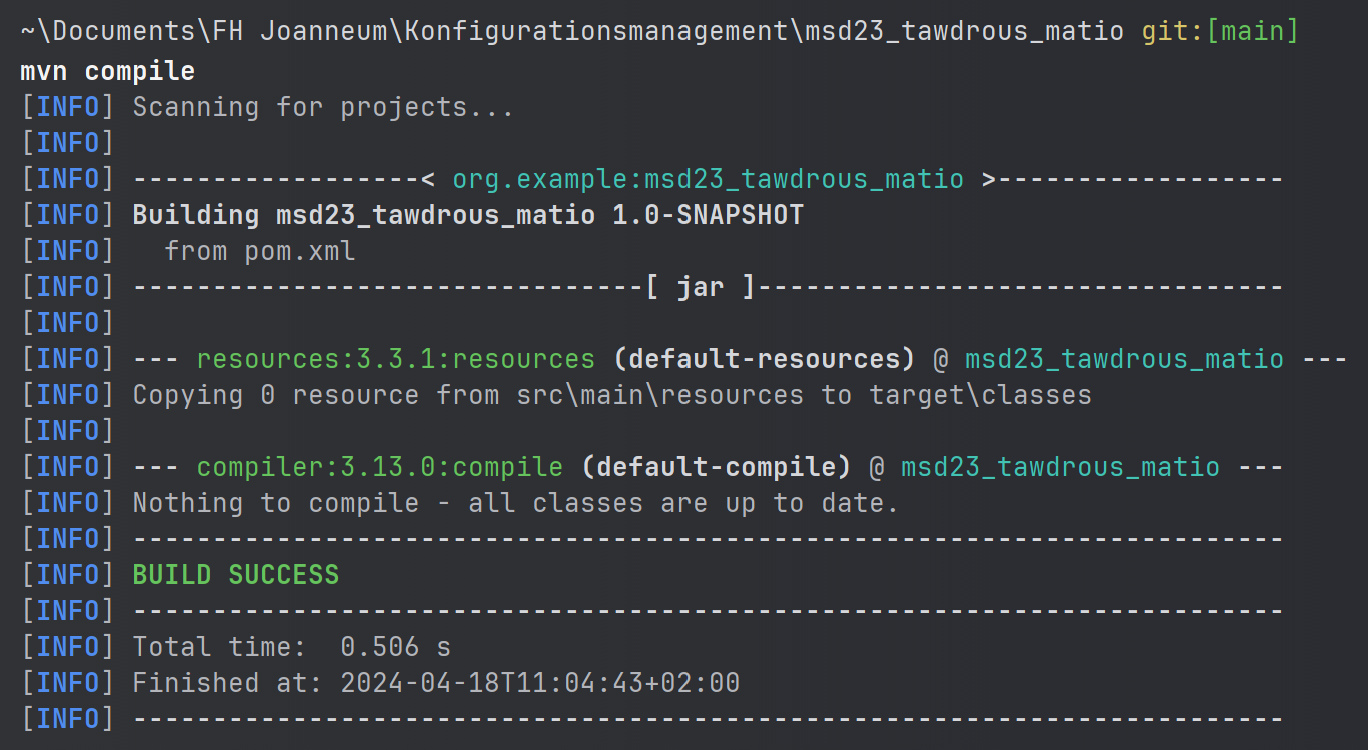 ~\Documents\FH Joanneum\Konfigurationsmanagement\msd23_tawdrous_matio git:[main]
mvn compile
[INFO] Scanning for projects...
[INFO]
[INFO] ------------------< org.example:msd23_tawdrous_matio >------------------
[INFO] Building msd23_tawdrous_matio 1.0-SNAPSHOT
[INFO]   from pom.xml
[INFO] --------------------------------[ jar ]---------------------------------
[INFO]
[INFO] --- resources:3.3.1:resources (default-resources) @ msd23_tawdrous_matio ---
[INFO] Copying 0 resource from src\main\resources to target\classes
[INFO]
[INFO] --- compiler:3.13.0:compile (default-compile) @ msd23_tawdrous_matio ---
[INFO] Nothing to compile - all classes are up to date.
[INFO] ------------------------------------------------------------------------
[INFO] BUILD SUCCESS
[INFO] ------------------------------------------------------------------------
[INFO] Total time:  0.506 s
[INFO] Finished at: 2024-04-18T11:04:43+02:00
[INFO] ------------------------------------------------------------------------